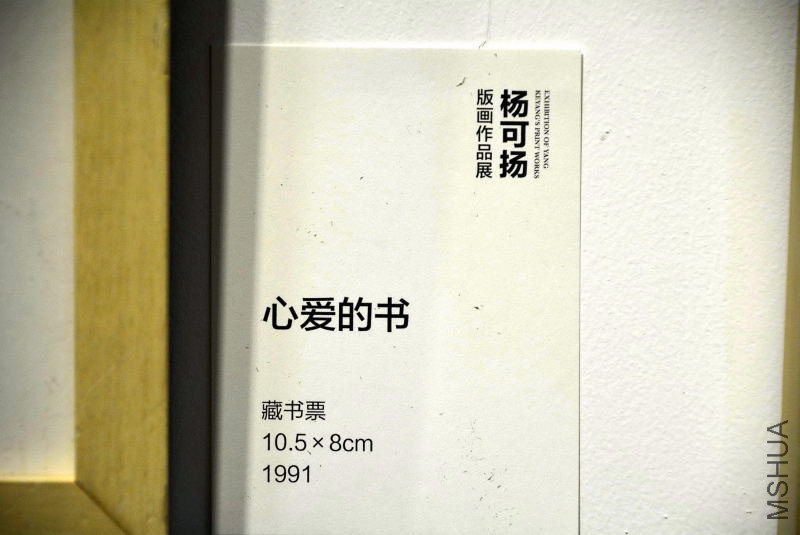 EXHIBITION OF YANG
KEYANG'S PRINT WORKS
杨可扬
版画作品展
心爱的书
藏书票
10.5×8cm
1991
MSHUA